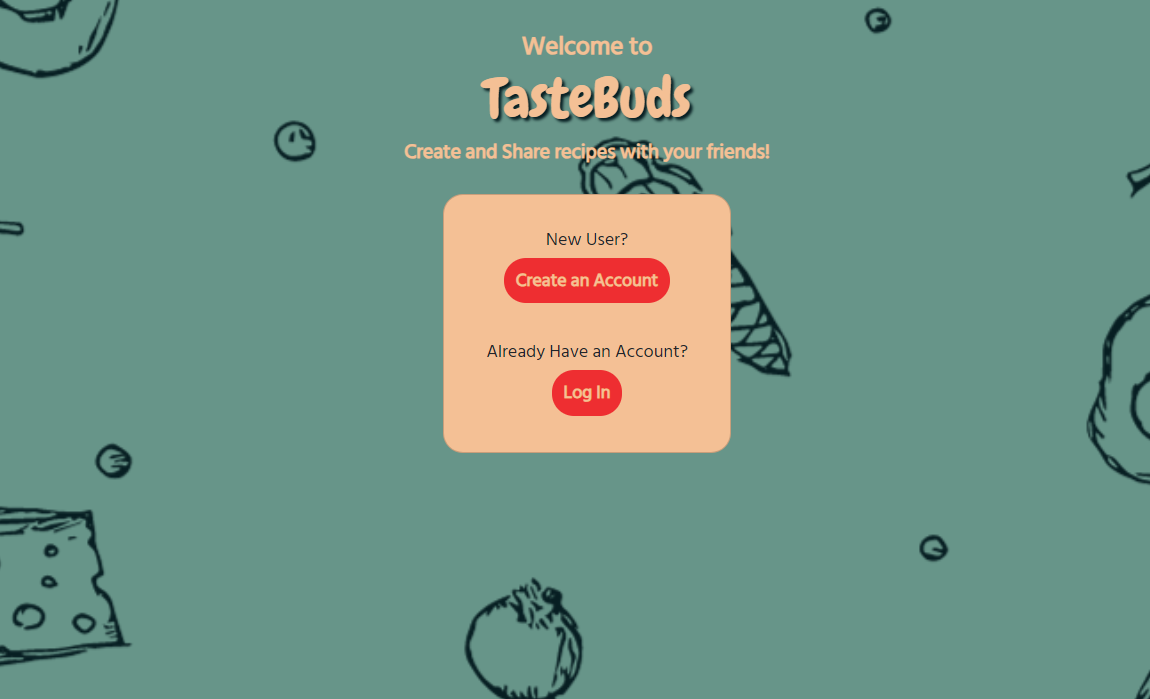 Welcome to
TasteBuds
Create and Share recipes with your friends!
New User?
Create an Account
Already Have an Account?
Log In